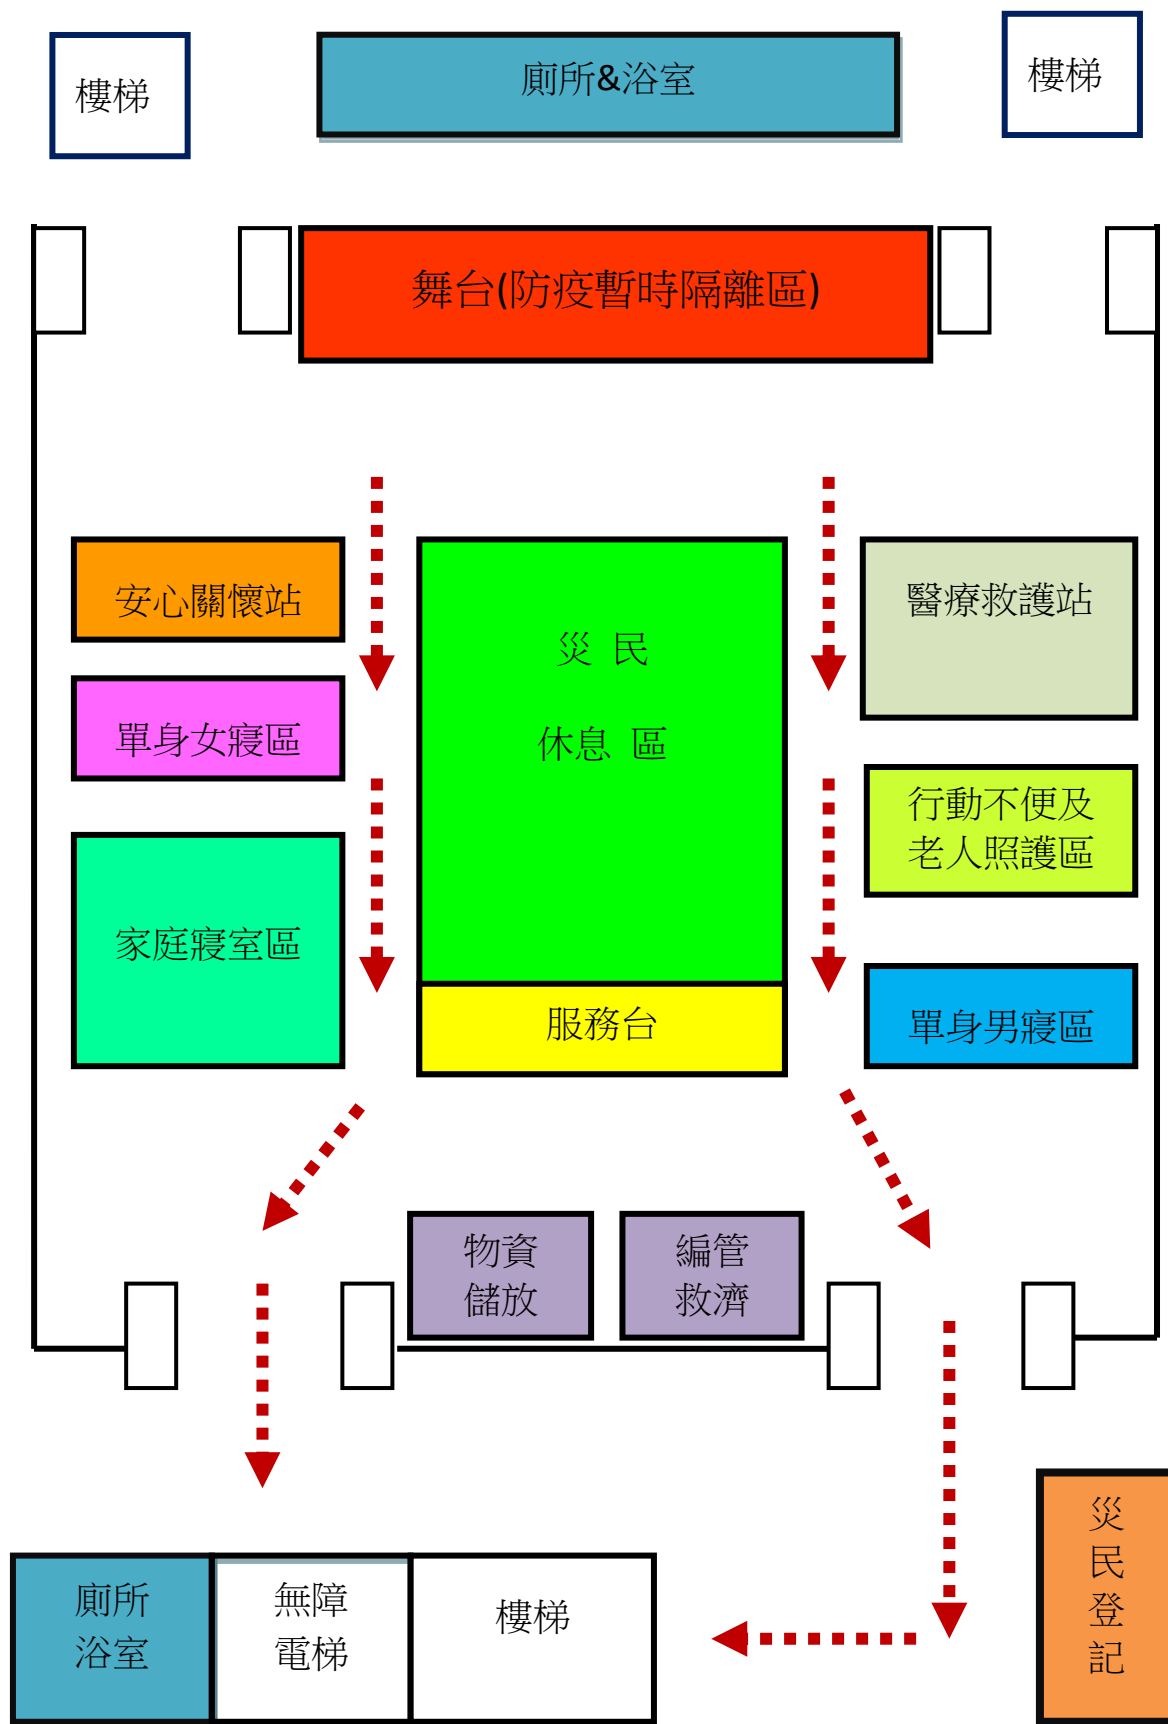 樓梯
廁所&浴室
樓梯
舞台(防疫暫時隔離區)
安心關懷站
災 民
休息 區
醫療救護站
單身女寢區
行動不便及
老人照護區
家庭寢室區
服務台
單身男寢區
物資
儲放
編管
救濟
災
民
登
記
廁所
浴室
無障
電梯
樓梯